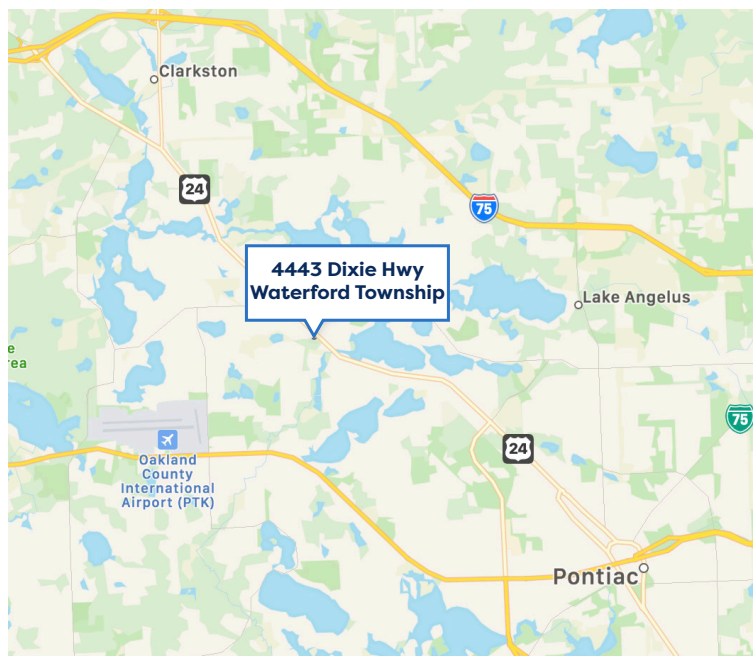 Clarkston
24
75
4443 Dixie Hwy
Waterford Township
Lake Angelus
e
rea
75
24
Oakland
County
International
Airport (PTK)
Pontiac
24